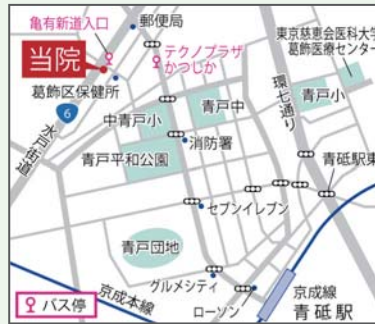 亀有新道入口
郵便局
当院
テクノプラザ
かつしか
東京慈恵会医科大学
葛飾医療センター
葛飾区保健所
6
水戸街道
中青戸小
青戸中
環七通り
青戸小
消防署
青戸平和公園
青砥駅東
セブンイレブン
青戸団地
グルメシティ
京成本線
ローソン
京成線
青砥駅
バス停